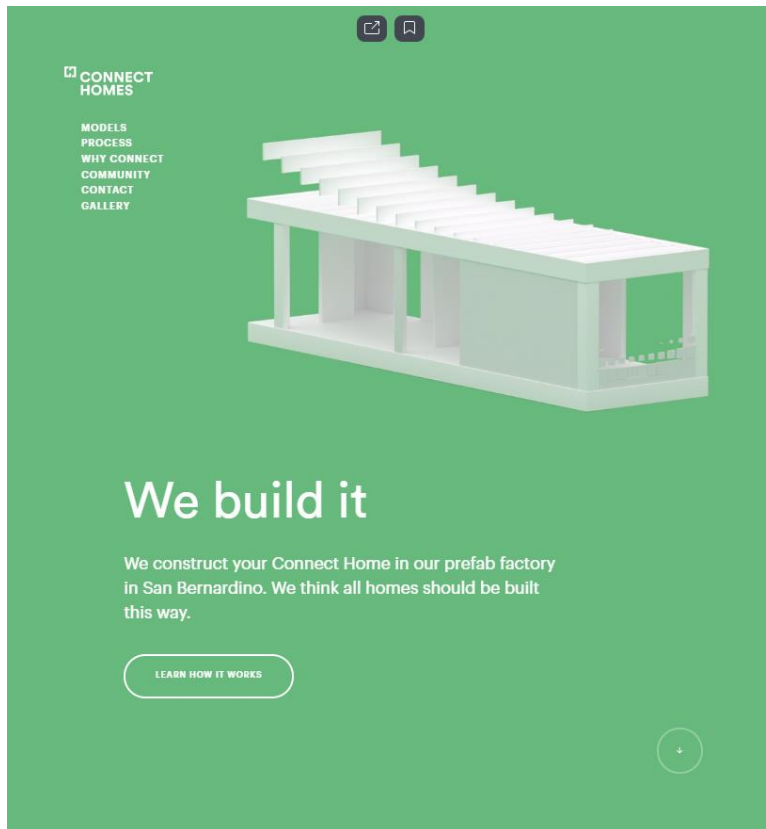 CONNECT
HOMES
MODELS
PROCESS
WHY CONNECT
COMMUNITY
CONTACT
GALLERY
We build it
We construct your Connect Home in our prefab factory
in San Bernardino. We think all homes should be built
this way.
LEARN HOW IT WORKS